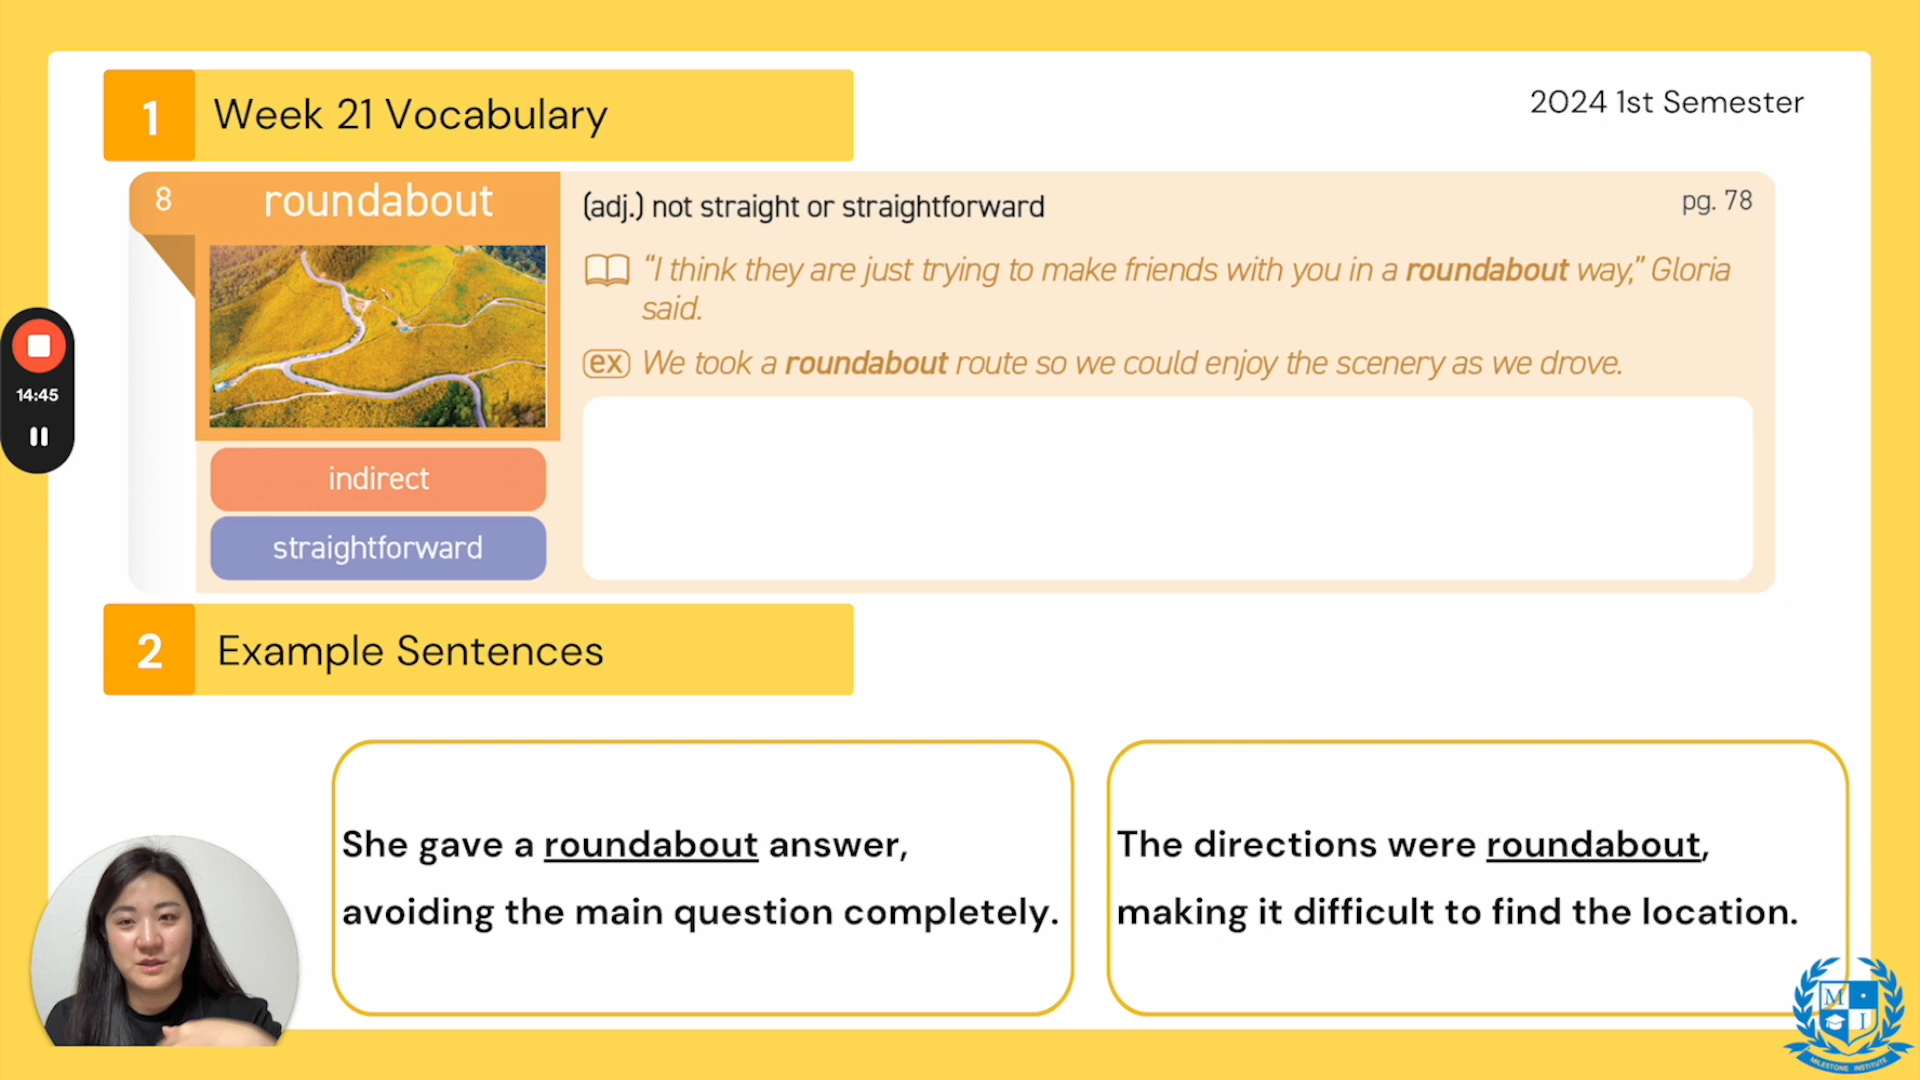 1 Week 21 Vocabulary
2024 1st Semester
8 roundabout
(adj.) not straight or straightforward
pg. 78
“I think they are just trying to make friends with you in a roundabout way,” Gloria
said.
ex We took a roundabout route so we could enjoy the scenery as we drove.
indirect
straightforward
14:45
2 Example Sentences
She gave a roundabout answer,
avoiding the main question completely.
The directions were roundabout,
making it difficult to find the location.
M
I
MILESTONE INSTITUTE